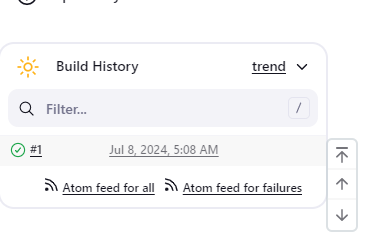 Build History trend
Filter... /
#1 Jul 8, 2024, 5:08 AM
Atom feed for all Atom feed for failures